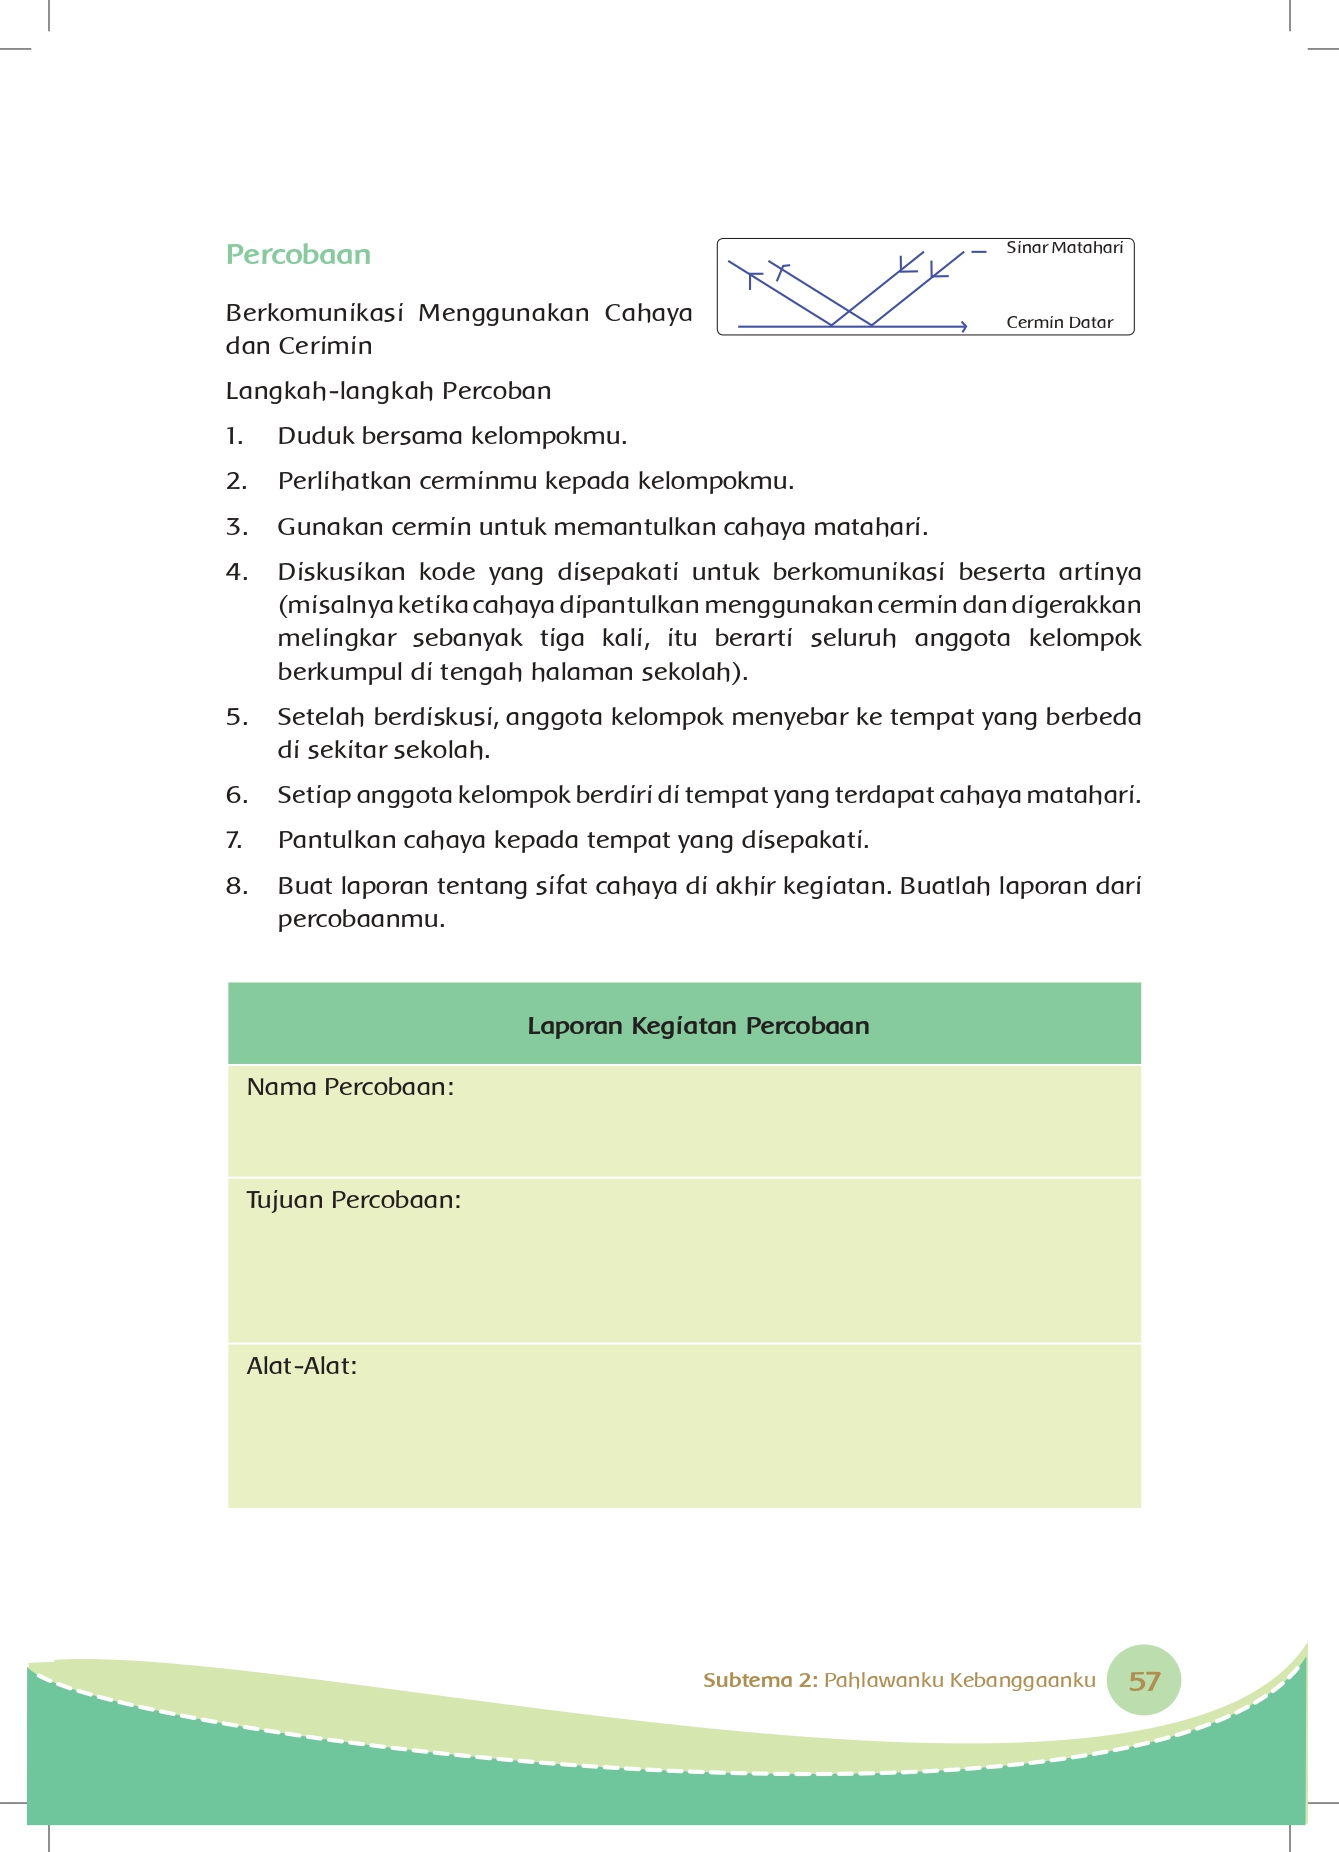 Percobaan
Sinar Matahari
Cermin Datar
Berkomunikasi Menggunakan Cahaya
dan Cerimin
Langkah-langkah Percoban
1. Duduk bersama kelompokmu.
2. Perlihatkan cerminmu kepada kelompokmu.
3. Gunakan cermin untuk memantulkan cahaya matahari.
4. Diskusikan kode yang disepakati untuk berkomunikasi beserta artinya
(misalnya ketika cahaya dipantulkan menggunakan cermin dan digerakkan
melingkar sebanyak tiga kali, itu berarti seluruh anggota kelompok
berkumpul di tengah halaman sekolah).
5. Setelah berdiskusi, anggota kelompok menyebar ke tempat yang berbeda
di sekitar sekolah.
6. Setiap anggota kelompok berdiri di tempat yang terdapat cahaya matahari.
7. Pantulkan cahaya kepada tempat yang disepakati.
8. Buat laporan tentang sifat cahaya di akhir kegiatan. Buatlah laporan dari
percobaanmu.
Laporan Kegiatan Percobaan
Nama Percobaan:
Tujuan Percobaan:
Alat-Alat:
Subtema 2: Pahlawanku Kebanggaanku 57